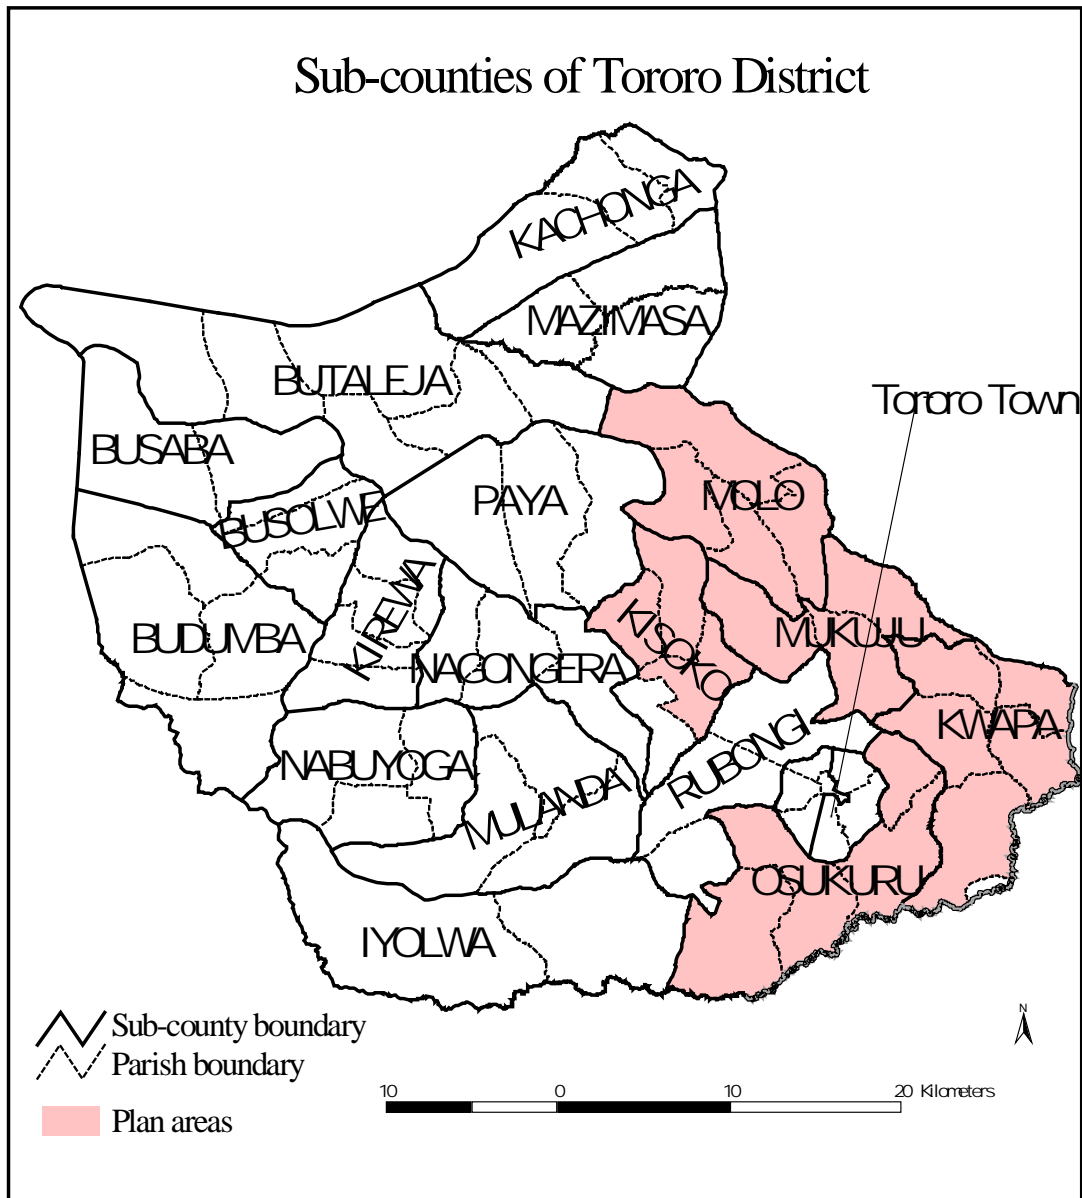 Sub-counties of Tororo District
KACHONGA
MAZIMASA
BUTALEJA
Tororo Town
BUSABA
PAYA
MOLO
BUSOLWE
KIREWA
KISOKO
MUKUJU
BUDUMBA
NAGONGERA
KWAPA
NABUYOGA
RUBONGI
MULANDA
OSUKURU
IYOLWA
N
Sub-county boundary
Parish boundary
Plan areas
10 0 10 20 Kilometers